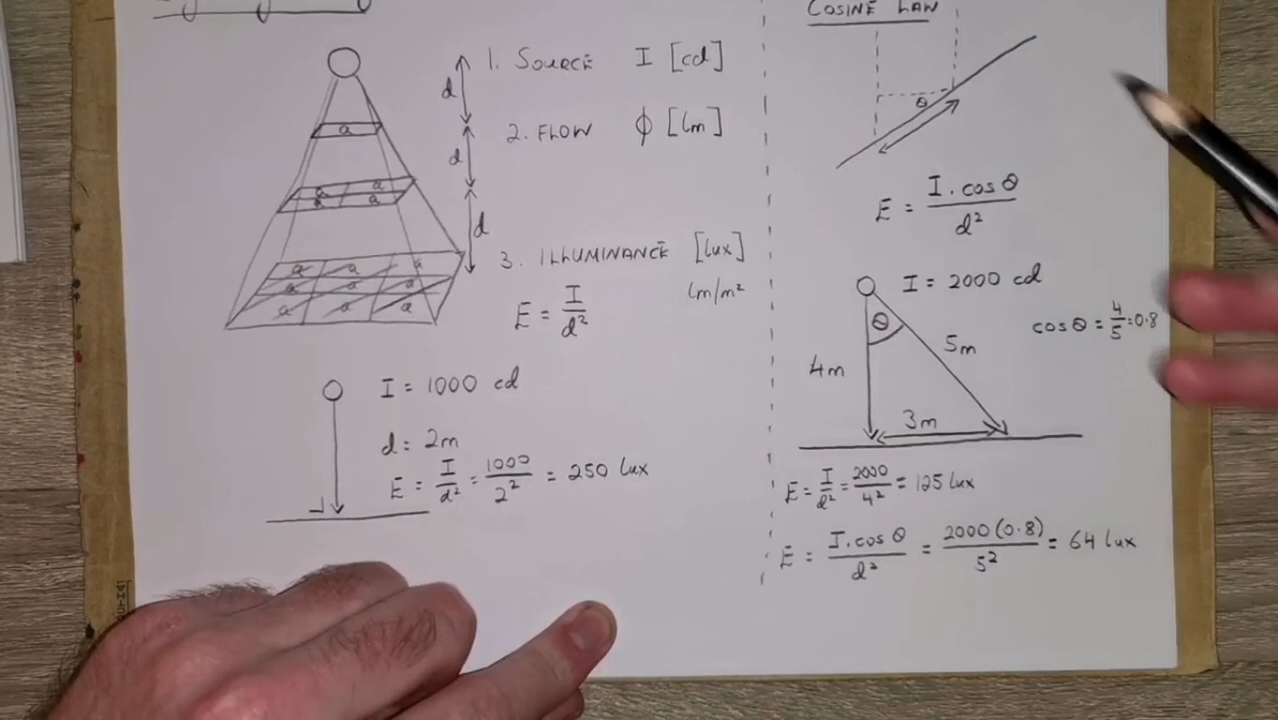 1. SOURCE I [cd]
d
a
2. FLOW ϕ [lm]
d
a a
a a
d
3. ILLUMINANCE [lux]
lm/m²
a a a
a a a
a a a
E = I/d²
I = 1000 cd
d: 2m
E = I/d² = 1000/2² = 250 lux
COSINE LAW
θ
E = I.cos θ/d²
I = 2000 cd
θ
cos θ = 4/5 = 0.8
5m
4m
3m
E = I/d² = 2000/4² = 125 lux
E = I.cos θ/d² = 2000(0.8)/5² = 64 lux